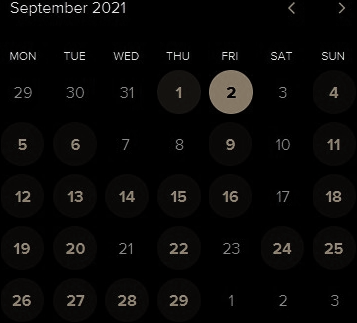 September 2021
MON TUE WED THU FRI SAT SUN
29 30 31 1 2 3 4
5 6 7 8 9 10 11
12 13 14 15 16 17 18
19 20 21 22 23 24 25
26 27 28 29 1 2 3